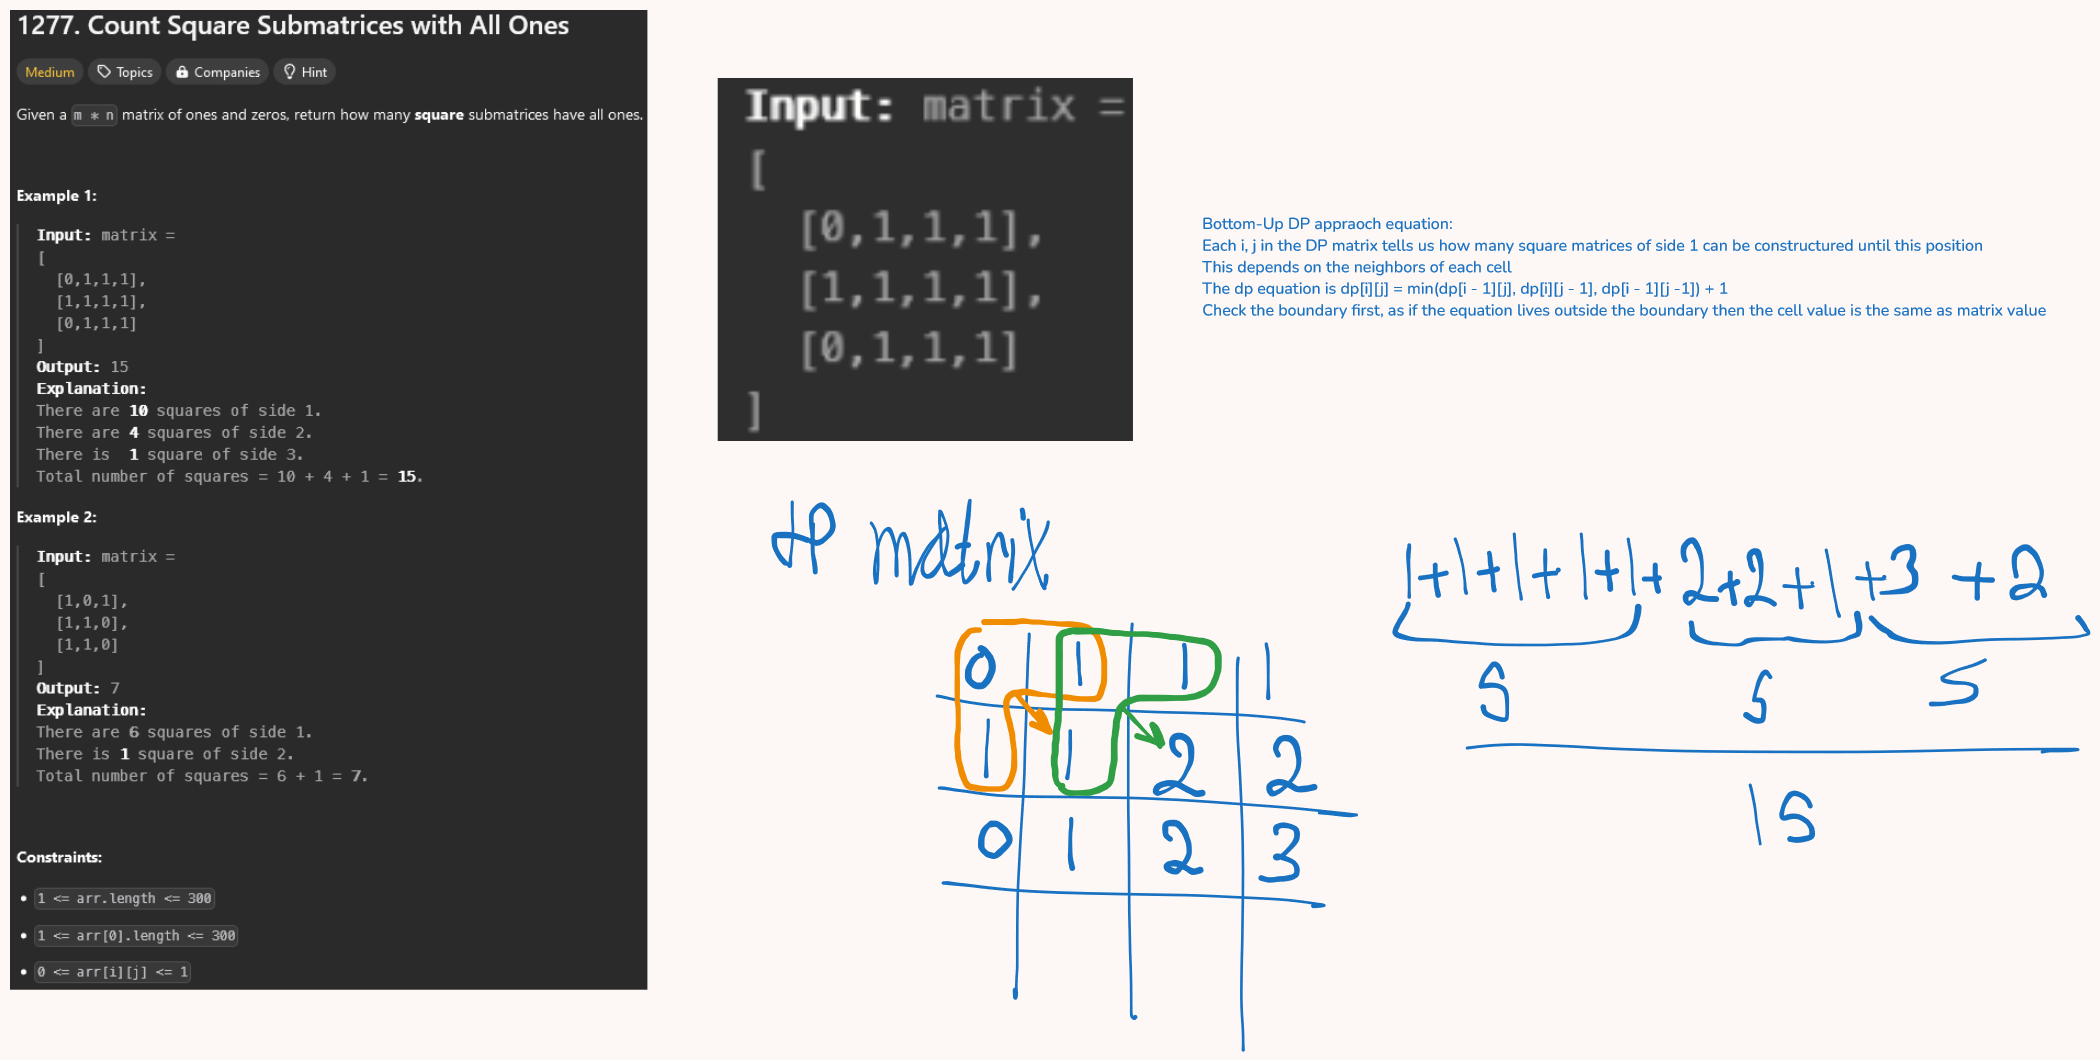 1277. Count Square Submatrices with All Ones
Medium Topics Companies Hint
Given a m * n matrix of ones and zeros, return how many square submatrices have all ones.
Example 1:
Input: matrix =
[
[0,1,1,1],
[1,1,1,1],
[0,1,1,1]
]
Output: 15
Explanation:
There are 10 squares of side 1.
There are 4 squares of side 2.
There is 1 square of side 3.
Total number of squares = 10 + 4 + 1 = 15.
Example 2:
Input: matrix =
[
[1,0,1],
[1,1,0],
[1,1,0]
]
Output: 7
Explanation:
There are 6 squares of side 1.
There is 1 square of side 2.
Total number of squares = 6 + 1 = 7.
Constraints:
• 1 <= arr.length <= 300
• 1 <= arr[0].length <= 300
• 0 <= arr[i][j] <= 1
Input: matrix =
[
[0,1,1,1],
[1,1,1,1],
[0,1,1,1]
]
Bottom-Up DP appraoch equation:
Each i, j in the DP matrix tells us how many square matrices of side 1 can be constructured until this position
This depends on the neighbors of each cell
The dp equation is dp[i][j] = min(dp[i - 1][j], dp[i][j - 1], dp[i - 1][j -1]) + 1
Check the boundary first, as if the equation lives outside the boundary then the cell value is the same as matrix value
dP matrix
0 1 1 1
1 1 2 2
0 1 2 3
1+1+1+1+1+2+2+1+3+2
5 5 5
15